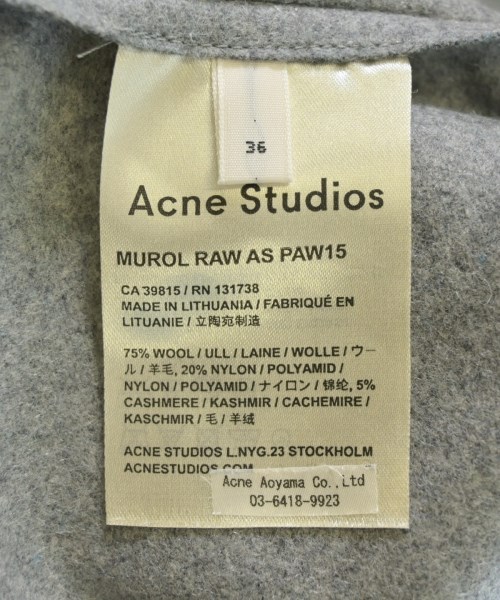 36
Acne Studios
MUROL RAW AS PAW15
CA 39815 / RN 131738
MADE IN LITHUANIA / FABRIQUÉ EN
LITUANIE / 立陶宛制造
75% WOOL / ULL / LAINE / WOLLE / ウー
ル / 羊毛, 20% NYLON / POLYAMID /
NYLON / POLYAMID / ナイロン / 锦纶, 5%
CASHMERE / KASHMIR / CACHEMIRE /
KASCHMIR / 毛 / 羊绒
ACNE STUDIOS L.NYG.23 STOCKHOLM
ACNESTUDIOS.COM
Acne Aoyama Co.,Ltd
03-6418-9923